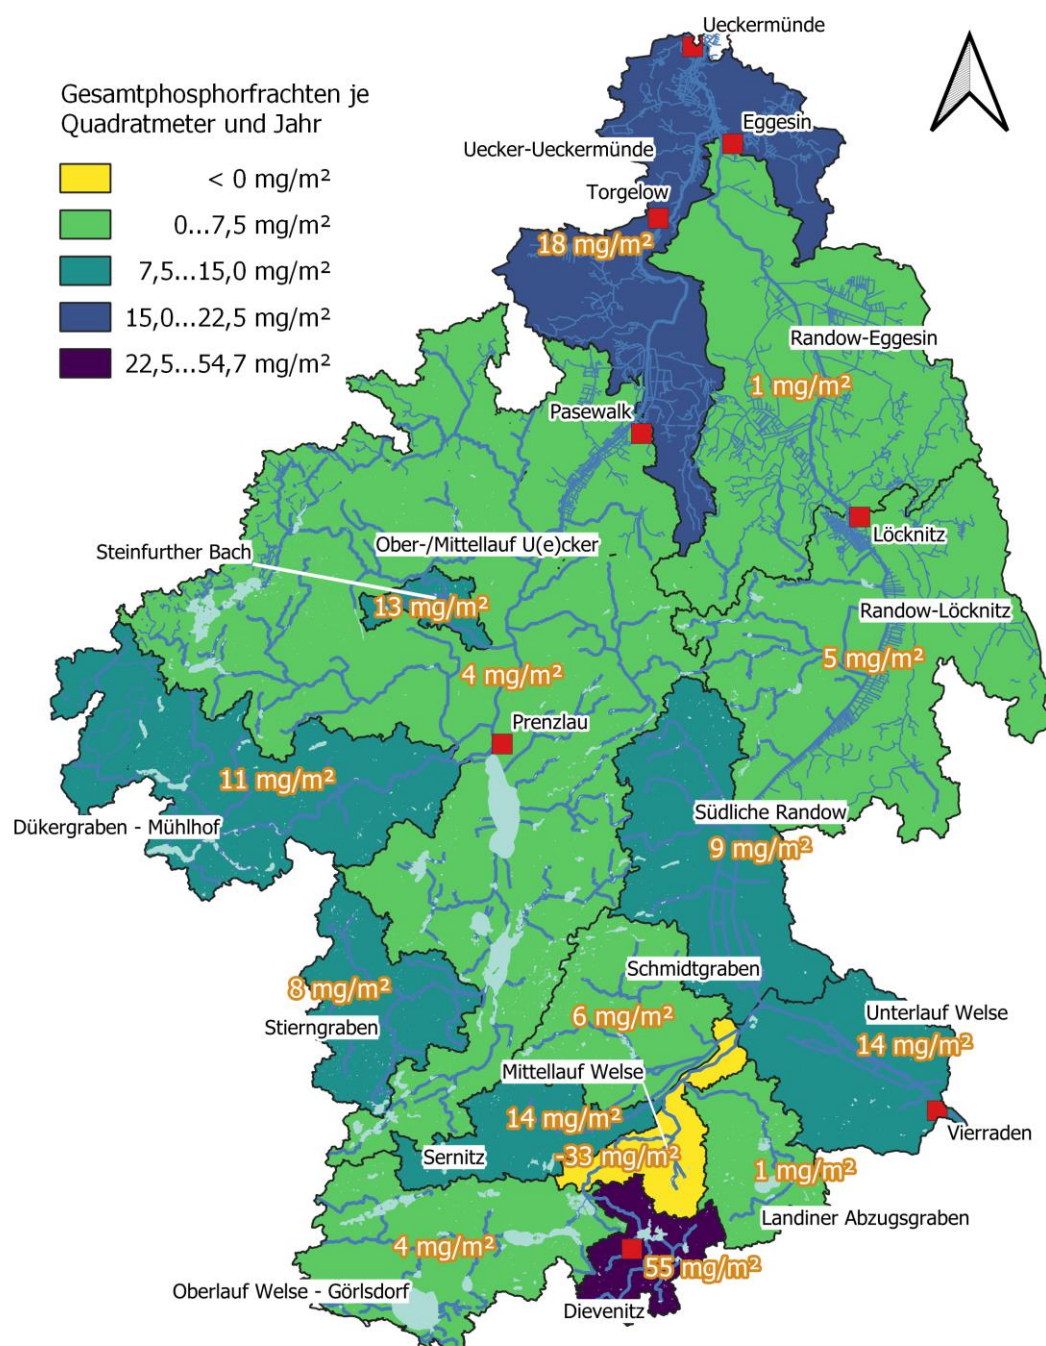 Ueckermünde
Gesamtphosphorfrachten je
Quadratmeter und Jahr
< 0 mg/m²
0...7,5 mg/m²
7,5...15,0 mg/m²
15,0...22,5 mg/m²
22,5...54,7 mg/m²
Eggesin
Uecker-Ueckermünde
Torgelow
18 mg/m²
Randow-Eggesin
1 mg/m²
Pasewalk
Löcknitz
Ober-/Mittellauf U(e)cker
Steinfurther Bach
13 mg/m²
Randow-Löcknitz
5 mg/m²
4 mg/m²
Prenzlau
11 mg/m²
Dükergraben - Mühlhof
Südliche Randow
9 mg/m²
Schmidtgraben
8 mg/m²
Stierngraben
6 mg/m²
Unterlauf Welse
14 mg/m²
Mittellauf Welse
14 mg/m²
Vierraden
Sernitz
-33 mg/m²
1 mg/m²
Landiner Abzugsgraben
4 mg/m²
55 mg/m²
Oberlauf Welse - Görlsdorf
Dievenitz